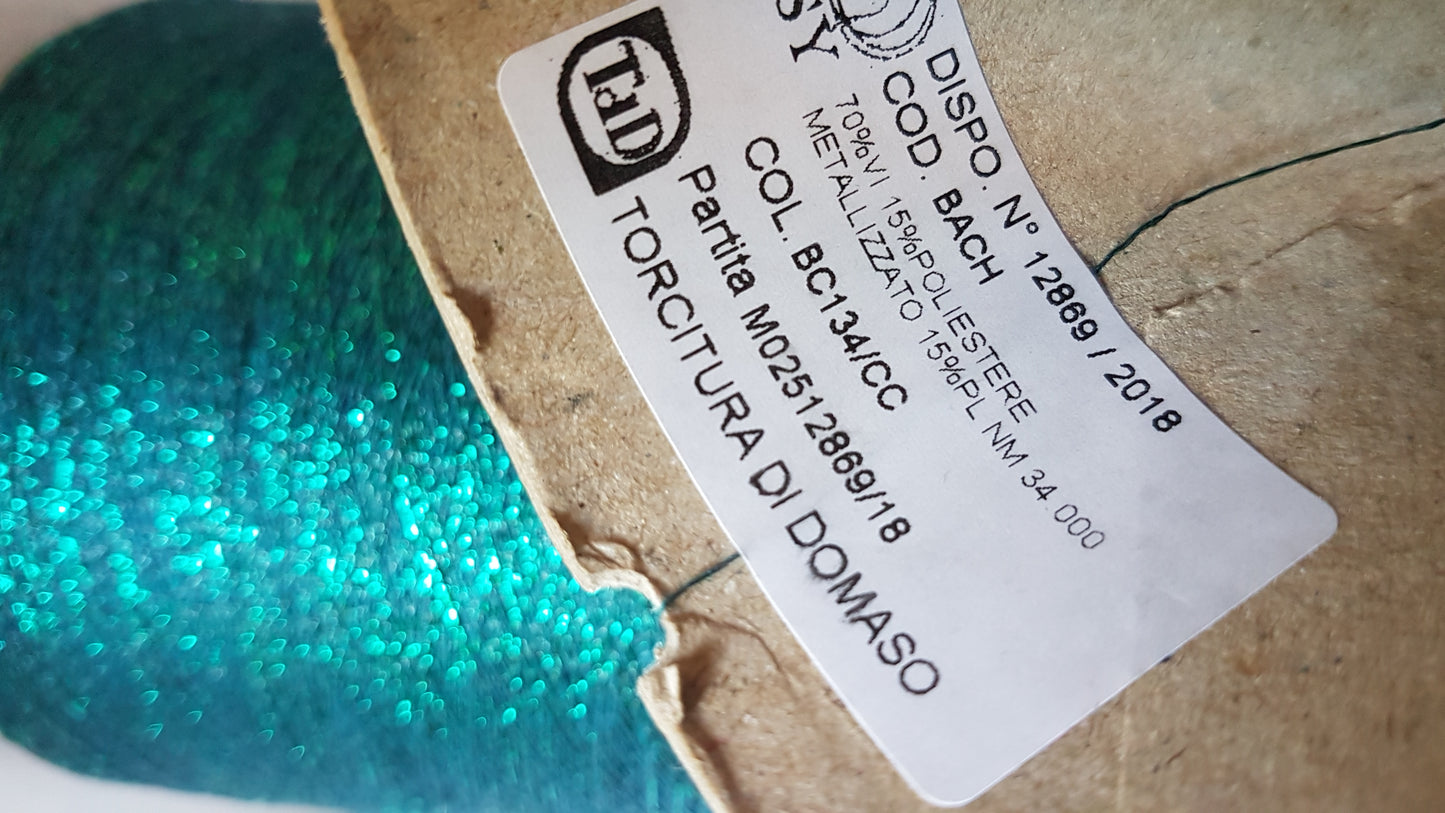 SY
DISPO. N° 12869 / 2018
COD. BACH
70%VI 15%POLIESTERE
METALLIZZATO 15%PL NM 34.000
COL. BC134/CC
Partita M02512869/18
TaD
TORCITURA DI DOMASO